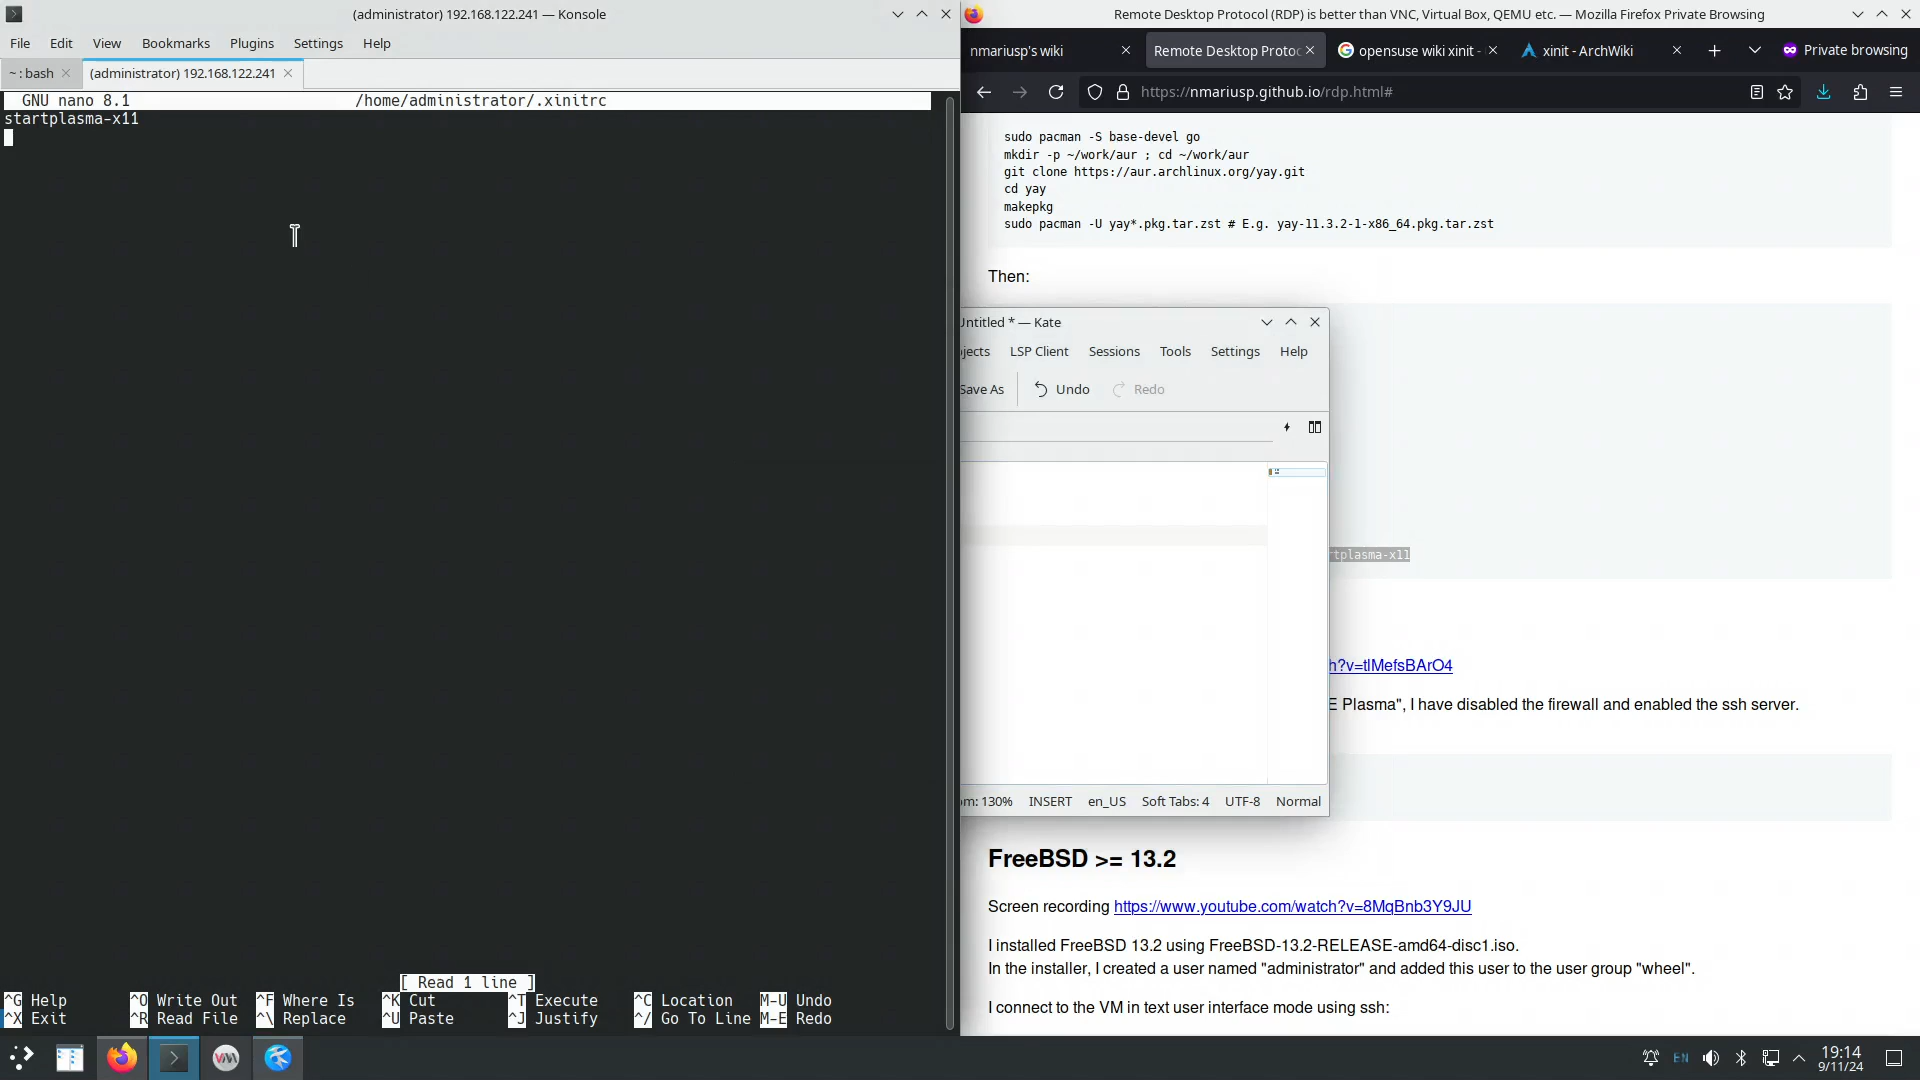 (administrator) 192.168.122.241 — Konsole
File Edit View Bookmarks Plugins Settings Help
~ : bash
(administrator) 192.168.122.241
GNU nano 8.1 /home/administrator/.xinitrc
startplasma-x11
[ Read 1 line ]
^G Help ^O Write Out ^F Where Is ^K Cut ^T Execute ^C Location M-U Undo
^X Exit ^R Read File ^\ Replace ^U Paste ^J Justify ^/ Go To Line M-E Redo
Remote Desktop Protocol (RDP) is better than VNC, Virtual Box, QEMU etc. — Mozilla Firefox Private Browsing
nmariusp's wiki
Remote Desktop Protoc
opensuse wiki xinit -
xinit - ArchWiki
Private browsing
https://nmariusp.github.io/rdp.html#
sudo pacman -S base-devel go
mkdir -p ~/work/aur ; cd ~/work/aur
git clone https://aur.archlinux.org/yay.git
cd yay
makepkg
sudo pacman -U yay*.pkg.tar.zst # E.g. yay-11.3.2-1-x86_64.pkg.tar.zst
Then:
Untitled * — Kate
ojects LSP Client Sessions Tools Settings Help
Save As Undo Redo
om: 130% INSERT en_US Soft Tabs: 4 UTF-8 Normal
rtplasma-x11
h?v=tlMefsBArO4
E Plasma", I have disabled the firewall and enabled the ssh server.
FreeBSD >= 13.2
Screen recording https://www.youtube.com/watch?v=8MqBnb3Y9JU
I installed FreeBSD 13.2 using FreeBSD-13.2-RELEASE-amd64-disc1.iso.
In the installer, I created a user named "administrator" and added this user to the user group "wheel".
I connect to the VM in text user interface mode using ssh:
EN
19:14
9/11/24